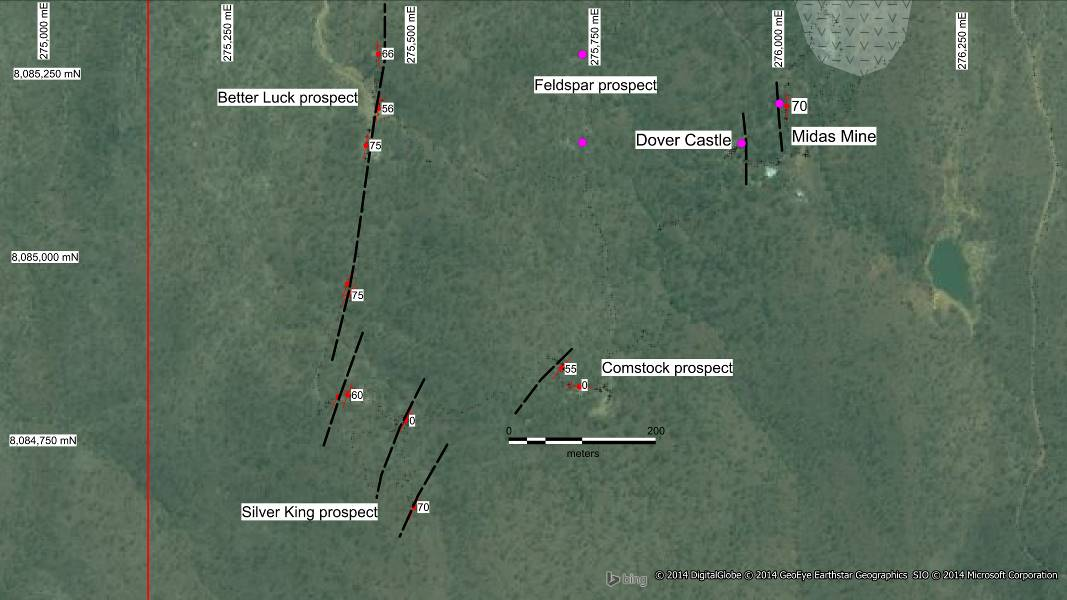 275,000 mE
275,250 mE
275,500 mE
275,750 mE
276,000 mE
276,250 mE
8,085,250 mN
66
Feldspar prospect
Better Luck prospect
56
70
Dover Castle
Midas Mine
75
8,085,000 mN
75
55
Comstock prospect
0
60
0
8,084,750 mN
0
200
meters
70
Silver King prospect
bing
© 2014 DigitalGlobe © 2014 GeoEye Earthstar Geographics SIO © 2014 Microsoft Corporation